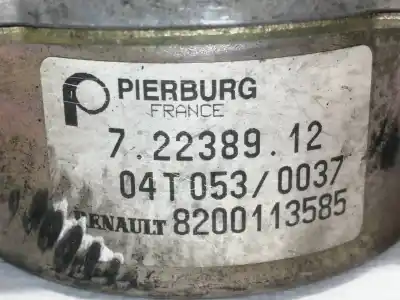 PIERBURG
FRANCE
7.22389.12
04T053/0037
RENAULT 8200113585